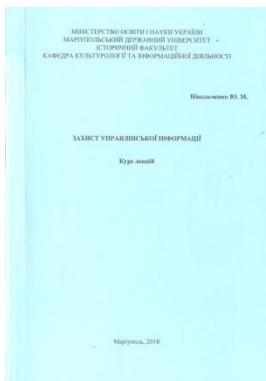 МІНІСТЕРСТВО ОСВІТИ І НАУКИ УКРАЇНИ
МАРІУПОЛЬСЬКИЙ ДЕРЖАВНИЙ УНІВЕРСИТЕТ
ІСТОРИЧНИЙ ФАКУЛЬТЕТ
КАФЕДРА КУЛЬТУРОЛОГІЇ ТА ІНФОРМАЦІЙНОЇ ДІЯЛЬНОСТІ
Нікольченко Ю. М.
ЗАХИСТ УПРАВЛІНСЬКОЇ ІНФОРМАЦІЇ
Курс лекцій
Маріуполь, 2018